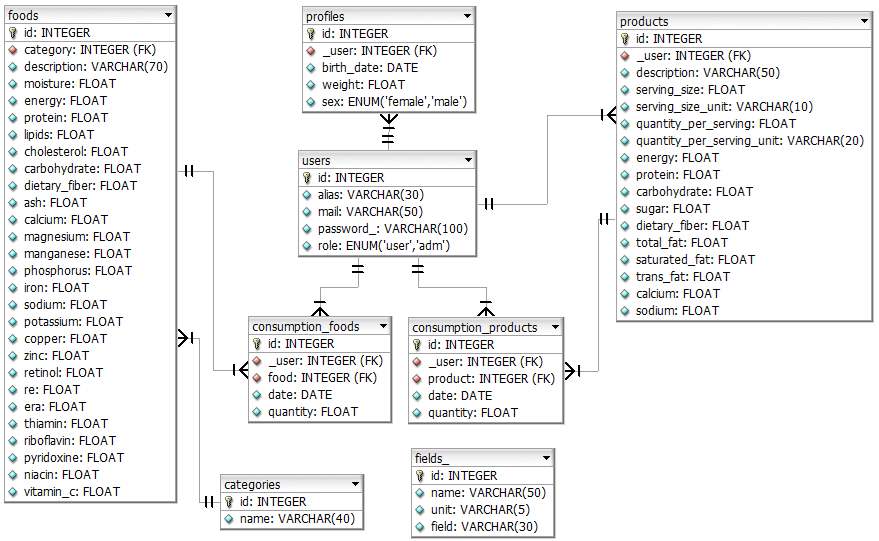 foods
id: INTEGER
category: INTEGER (FK)
description: VARCHAR(70)
moisture: FLOAT
energy: FLOAT
protein: FLOAT
lipids: FLOAT
cholesterol: FLOAT
carbohydrate: FLOAT
dietary_fiber: FLOAT
ash: FLOAT
calcium: FLOAT
magnesium: FLOAT
manganese: FLOAT
phosphorus: FLOAT
iron: FLOAT
sodium: FLOAT
potassium: FLOAT
copper: FLOAT
zinc: FLOAT
retinol: FLOAT
re: FLOAT
era: FLOAT
thiamin: FLOAT
riboflavin: FLOAT
pyridoxine: FLOAT
niacin: FLOAT
vitamin_c: FLOAT
profiles
id: INTEGER
_user: INTEGER (FK)
birth_date: DATE
weight: FLOAT
sex: ENUM('female','male')
users
id: INTEGER
alias: VARCHAR(30)
mail: VARCHAR(50)
password_: VARCHAR(100)
role: ENUM('user','adm')
products
id: INTEGER
_user: INTEGER (FK)
description: VARCHAR(50)
serving_size: FLOAT
serving_size_unit: VARCHAR(10)
quantity_per_serving: FLOAT
quantity_per_serving_unit: VARCHAR(20)
energy: FLOAT
protein: FLOAT
carbohydrate: FLOAT
sugar: FLOAT
dietary_fiber: FLOAT
total_fat: FLOAT
saturated_fat: FLOAT
trans_fat: FLOAT
calcium: FLOAT
sodium: FLOAT
consumption_foods
id: INTEGER
_user: INTEGER (FK)
food: INTEGER (FK)
date: DATE
quantity: FLOAT
consumption_products
id: INTEGER
_user: INTEGER (FK)
product: INTEGER (FK)
date: DATE
quantity: FLOAT
categories
id: INTEGER
name: VARCHAR(40)
fields_
id: INTEGER
name: VARCHAR(50)
unit: VARCHAR(5)
field: VARCHAR(30)